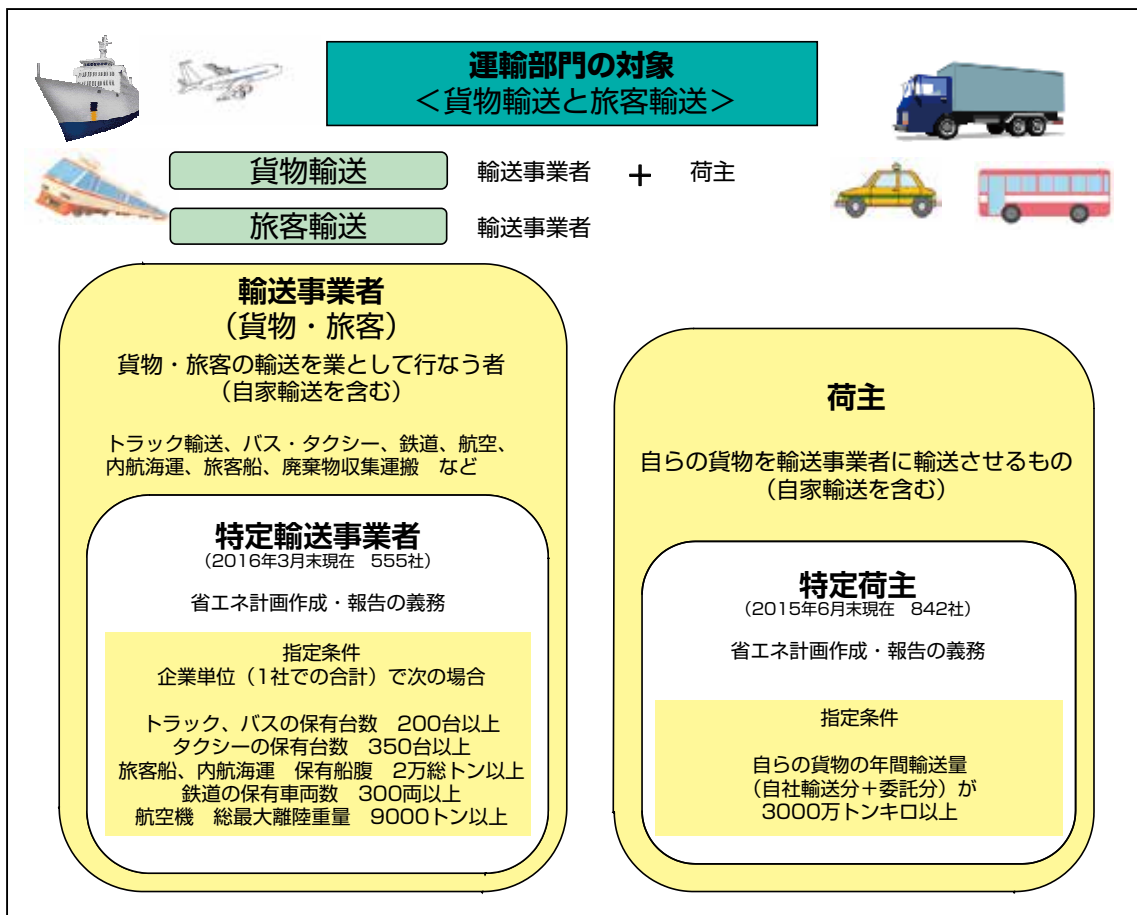 運輸部門の対象
＜貨物輸送と旅客輸送＞
貨物輸送　輸送事業者　＋　荷主
旅客輸送　輸送事業者
輸送事業者
（貨物・旅客）
貨物・旅客の輸送を業として行なう者
（自家輸送を含む）
トラック輸送、バス・タクシー、鉄道、航空、
内航海運、旅客船、廃棄物収集運搬　など
特定輸送事業者
（2016年3月末現在　555社）
省エネ計画作成・報告の義務
指定条件
企業単位（1社での合計）で次の場合
トラック、バスの保有台数　200台以上
タクシーの保有台数　350台以上
旅客船、内航海運　保有船腹　2万総トン以上
鉄道の保有車両数　300両以上
航空機　総最大離陸重量　9000トン以上
荷主
自らの貨物を輸送事業者に輸送させるもの
（自家輸送を含む）
特定荷主
（2015年6月末現在　842社）
省エネ計画作成・報告の義務
指定条件
自らの貨物の年間輸送量
（自社輸送分＋委託分）が
3000万トンキロ以上